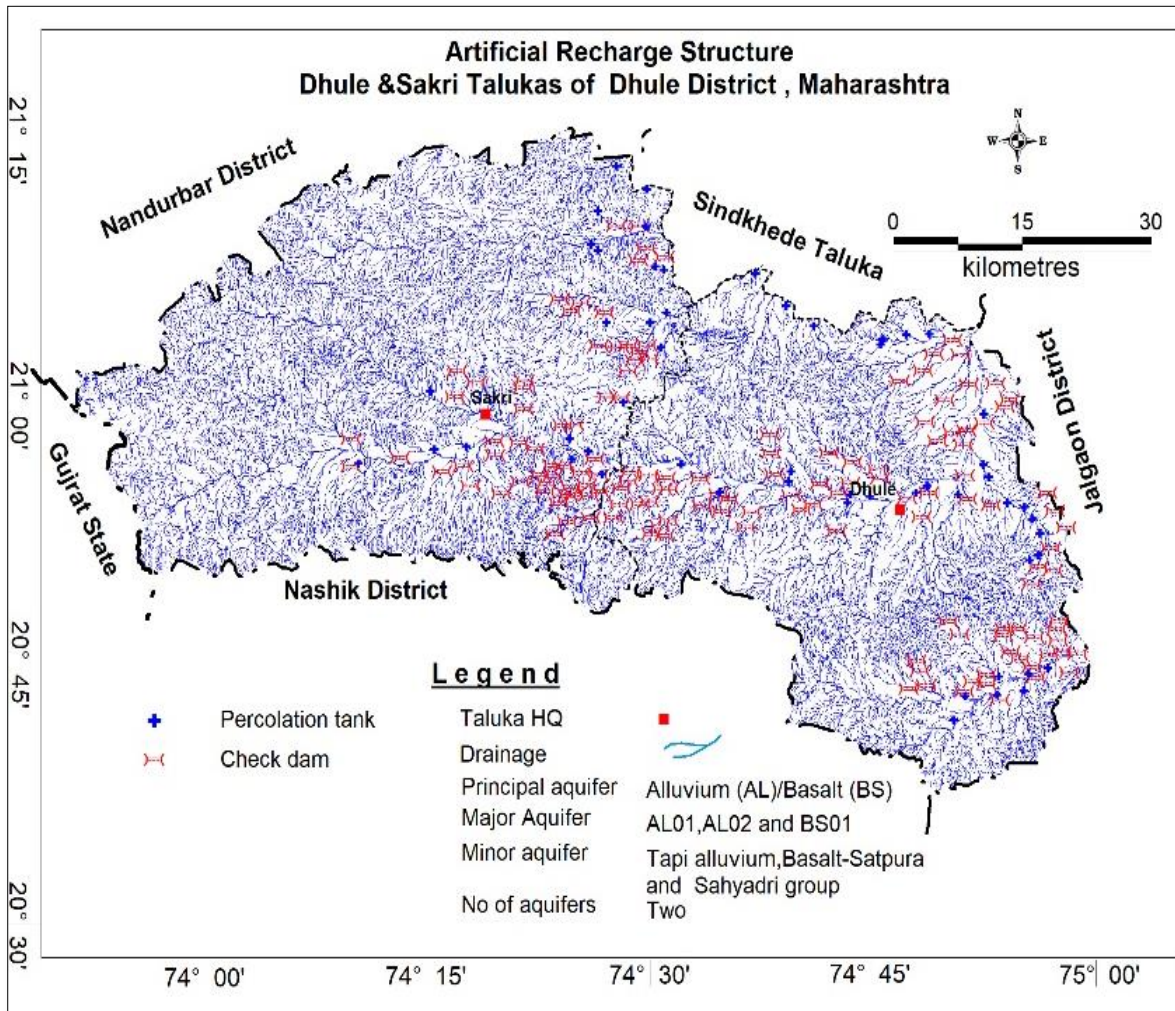 Artificial Recharge Structure
Dhule &Sakri Talukas of Dhule District , Maharashtra
N
W E
S
21° 15'
Nandurbar District
Sindkhede Taluka
0 15 30
kilometres
21° 00'
Sakri
Jalgaon District
Gujrat State
Dhule
Nashik District
20° 45'
Legend
Percolation tank
Check dam
Taluka HQ
Drainage
Principal aquifer Alluvium (AL)/Basalt (BS)
Major Aquifer AL01,AL02 and BS01
Minor aquifer Tapi alluvium,Basalt-Satpura
and Sahyadri group
No of aquifers Two
20° 30'
74° 00' 74° 15' 74° 30' 74° 45' 75° 00'